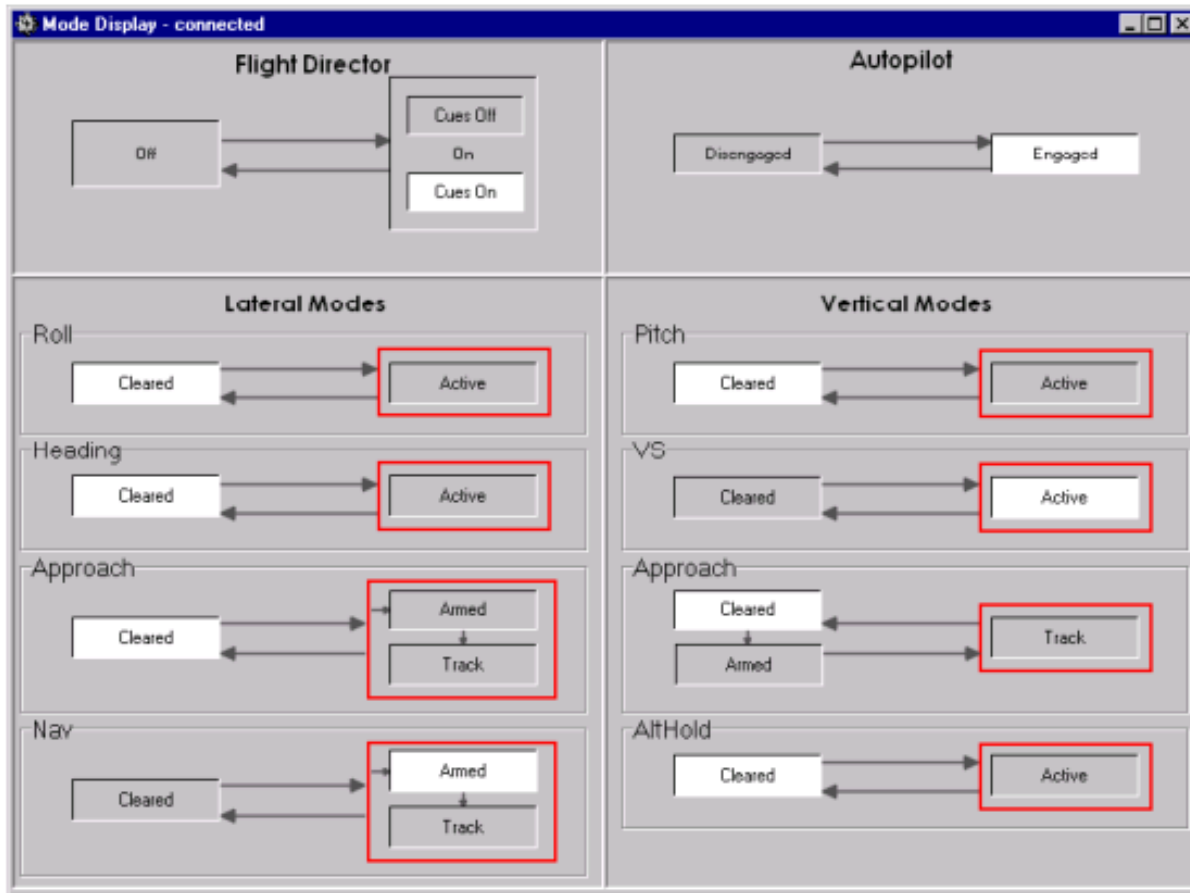 Mode Display - connected
Flight Director
Off
Cues Off
On
Cues On
Autopilot
Disengaged
Engaged
Lateral Modes
Roll
Cleared
Active
Heading
Cleared
Active
Approach
Cleared
Armed
Track
Nav
Cleared
Armed
Track
Vertical Modes
Pitch
Cleared
Active
VS
Cleared
Active
Approach
Cleared
Armed
Track
AltHold
Cleared
Active